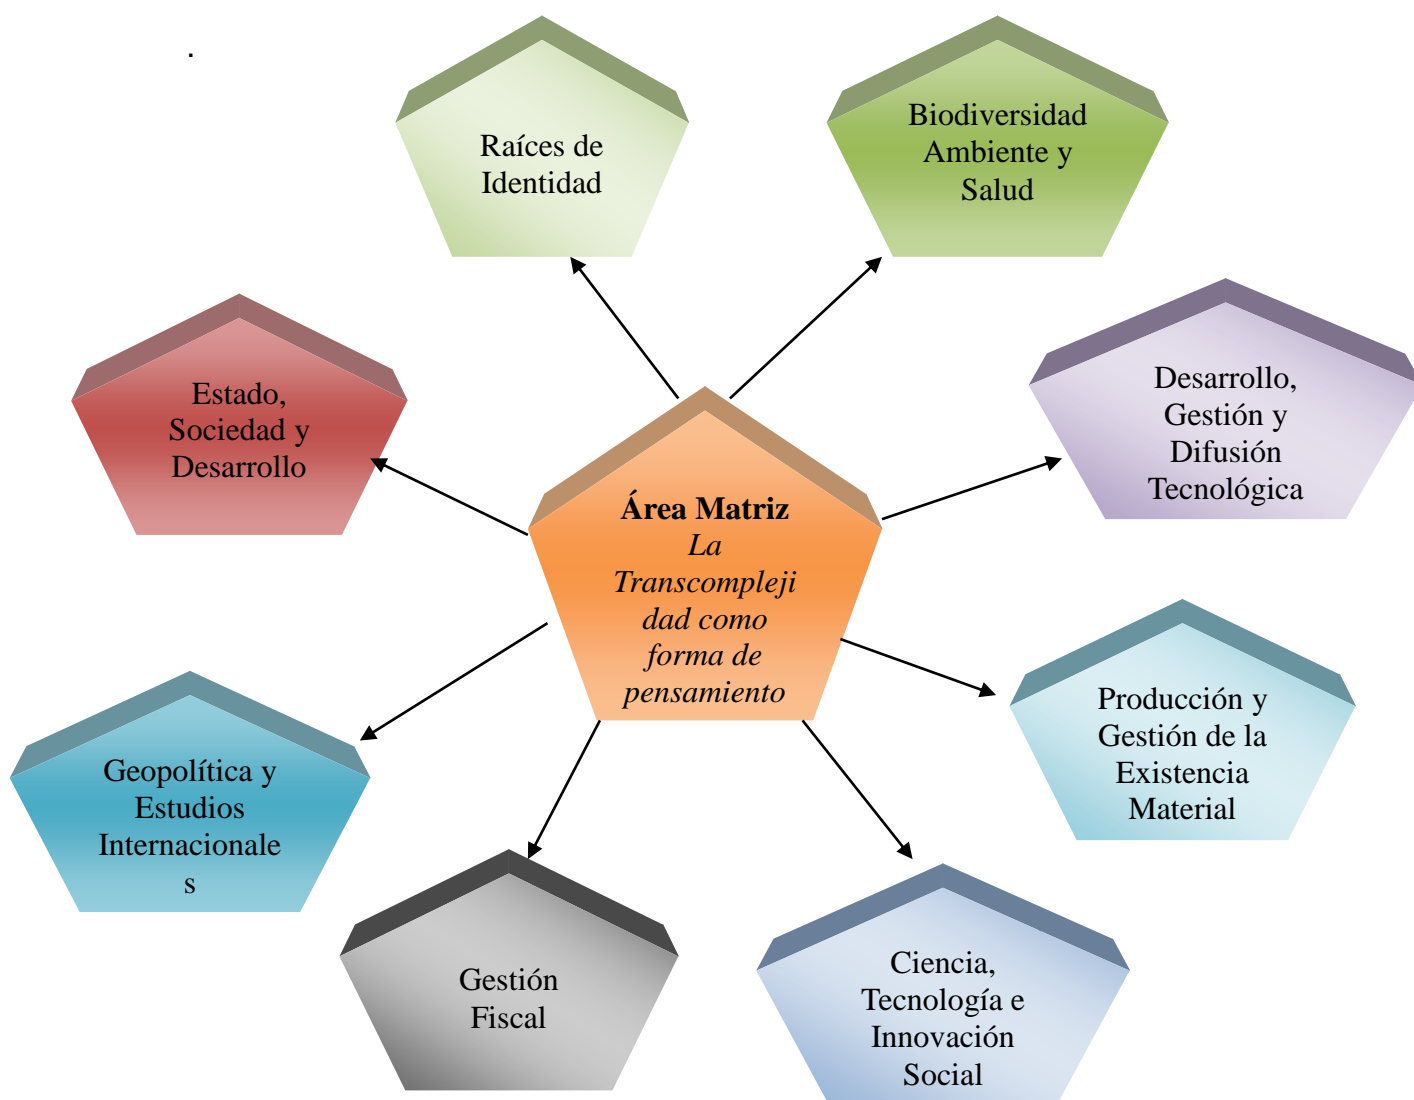 .
Raíces de
Identidad
Biodiversidad
Ambiente y
Salud
Estado,
Sociedad y
Desarrollo
Desarrollo,
Gestión y
Difusión
Tecnológica
Área Matriz
La
Transcompleji
dad como
forma de
pensamiento
Producción y
Gestión de la
Existencia
Material
Geopolítica y
Estudios
Internacionale
s
Gestión
Fiscal
Ciencia,
Tecnología e
Innovación
Social